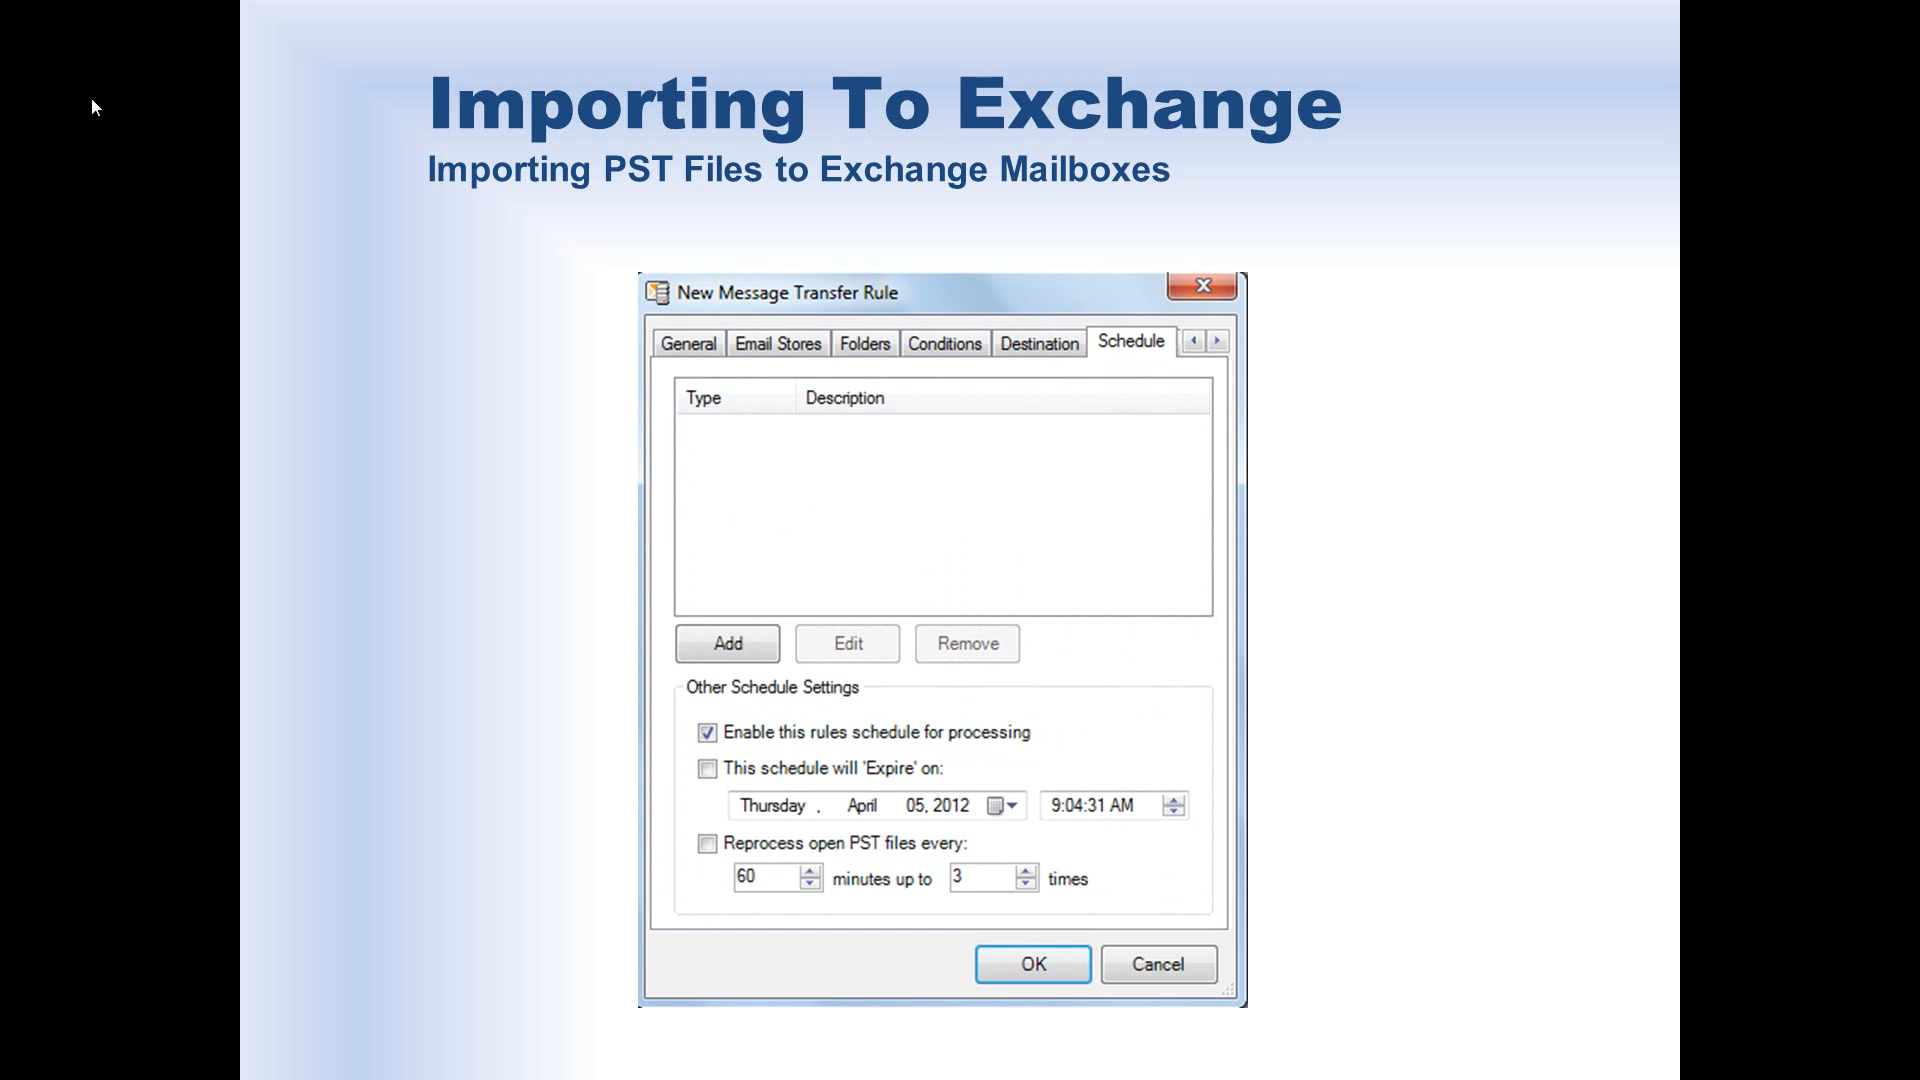 Importing To Exchange
Importing PST Files to Exchange Mailboxes
New Message Transfer Rule
General Email Stores Folders Conditions Destination Schedule
Type Description
Add Edit Remove
Other Schedule Settings
Enable this rules schedule for processing
This schedule will 'Expire' on:
Thursday , April 05, 2012 9:04:31 AM
Reprocess open PST files every:
60 minutes up to 3 times
OK Cancel